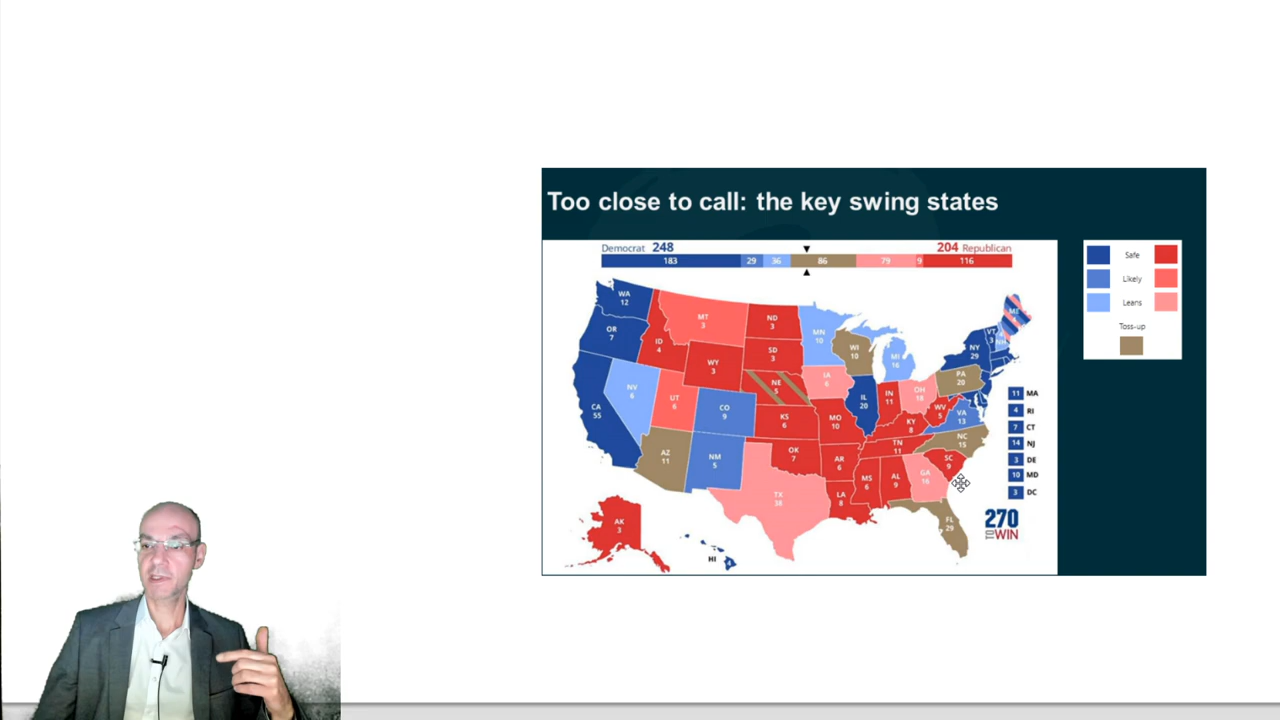 Too close to call: the key swing states
Democrat 248
204 Republican
183 29 36 86 79 9 116
Safe
Likely
Leans
Toss-up
WA
12
OR
7
CA
55
NV
6
ID
4
MT
3
WY
3
UT
6
AZ
11
CO
9
NM
5
ND
3
SD
3
NE
5
KS
6
OK
7
TX
38
MN
10
IA
6
MO
10
AR
6
LA
8
WI
10
IL
20
MI
16
IN
11
OH
18
KY
8
TN
11
MS
6
AL
9
GA
16
FL
29
SC
9
NC
15
VA
13
WV
5
PA
20
NY
29
VT
3
NH
ME
AK
3
HI
4
11 MA
4 RI
7 CT
14 NJ
3 DE
10 MD
3 DC
270
TO WIN